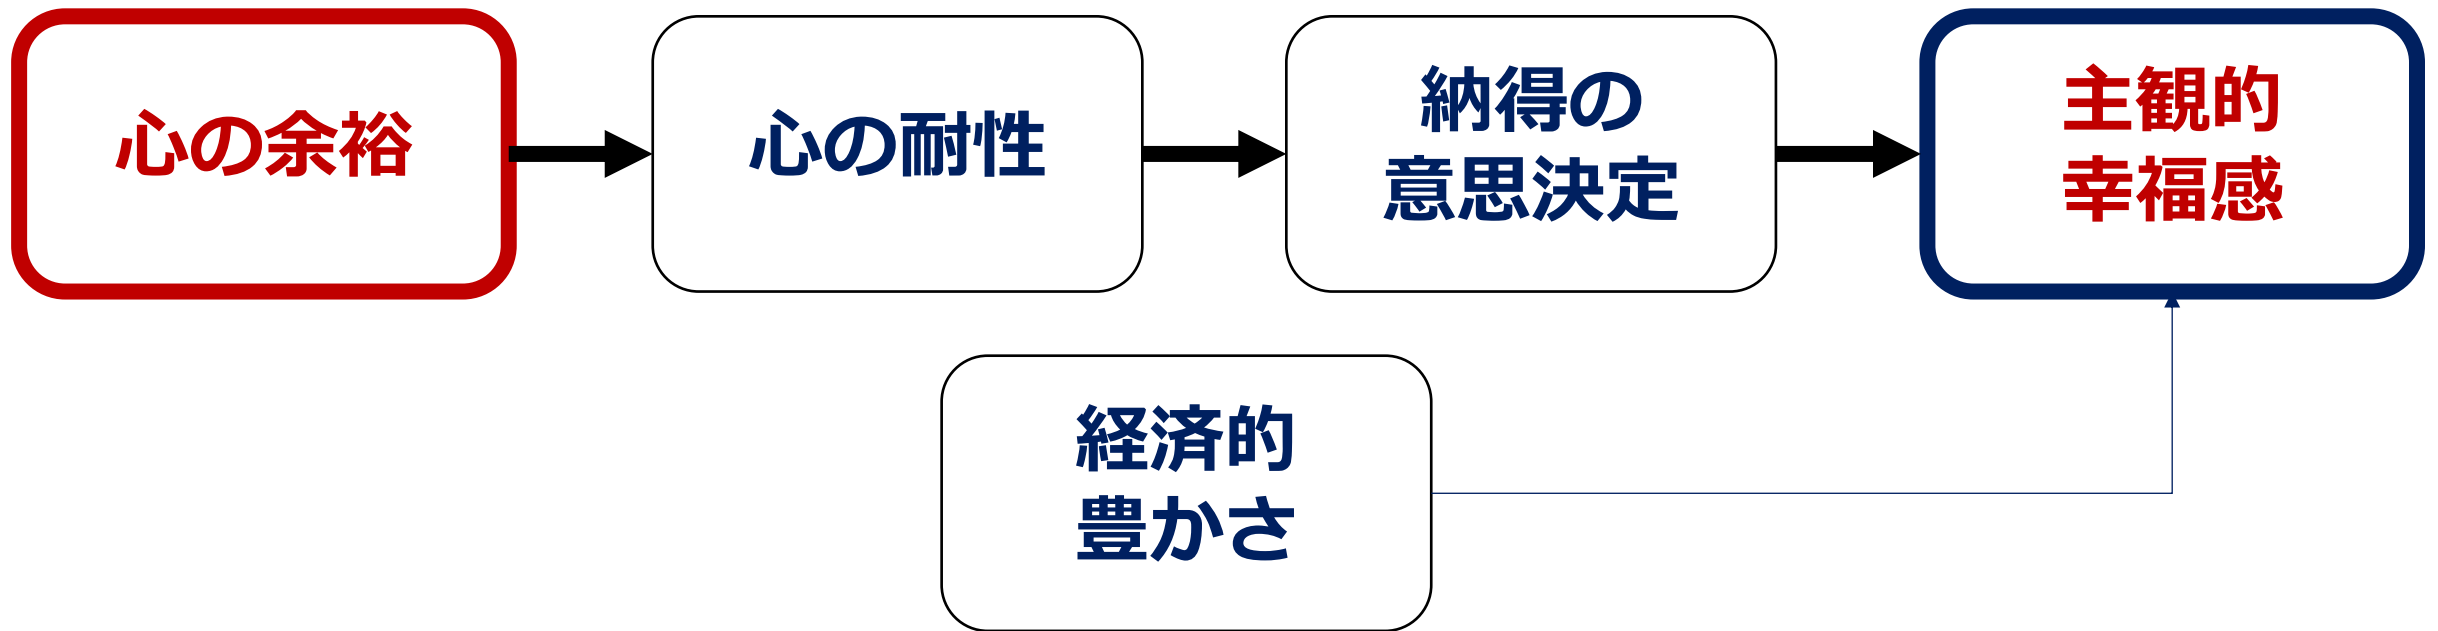 心の余裕
心の耐性
納得の
意思決定
主観的
幸福感
経済的
豊かさ